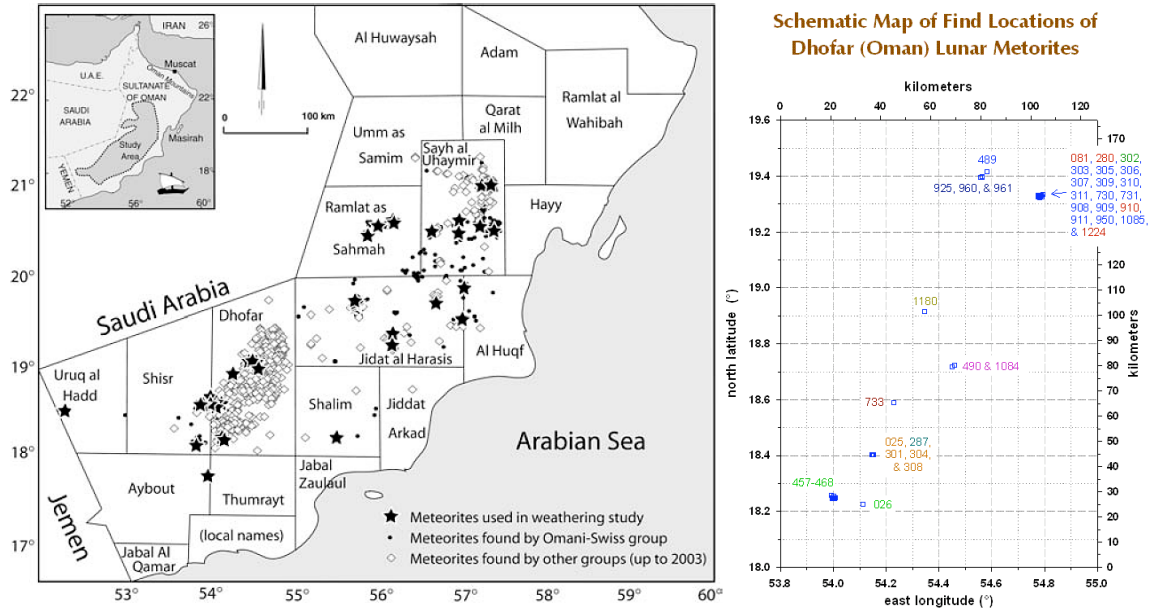 IRAN
26°
Muscat
Oman Mountains
U.A.E.
SULTANATE
OF OMAN
22°
SAUDI
ARABIA
Masirah
Study
Area
18°
YEMEN
52°
56°
60°
0
100 km
Al Huwaysah
Adam
22°
Ramlat al
Wahibah
Qarat
al Milh
Umm as
Samim
Sayh al
Uhaymir
21°
Ramlat as
Sahmah
Hayy
20°
Saudi Arabia
Dhofar
Jidat al Harasis
Al Huqf
19°
Uruq al
Hadd
Shisr
Shalim
Jiddat
Arkad
Arabian Sea
18°
Jabal
Zaulaul
Aybout
Thumrayt
Jemen
(local names)
Jabal Al
Qamar
17°
Meteorites used in weathering study
Meteorites found by Omani-Swiss group
Meteorites found by other groups (up to 2003)
53° 54° 55° 56° 57° 58° 59° 60°
Schematic Map of Find Locations of
Dhofar (Oman) Lunar Metorites
kilometers
0 20 40 60 80 100 120
19.6
19.4
19.2
19.0
18.8
18.6
18.4
18.2
18.0
north latitude (°)
489
925, 960, & 961
081, 280, 302,
303, 305, 306,
307, 309, 310,
311, 730, 731,
908, 909, 910,
911, 950, 1085,
& 1224
1180
490 & 1084
733
025, 287,
301, 304,
& 308
457-468
026
170
120
110
100
90
80
70
60
50
40
30
20
10
0
kilometers
53.8 54.0 54.2 54.4 54.6 54.8 55.0
east longitude (°)